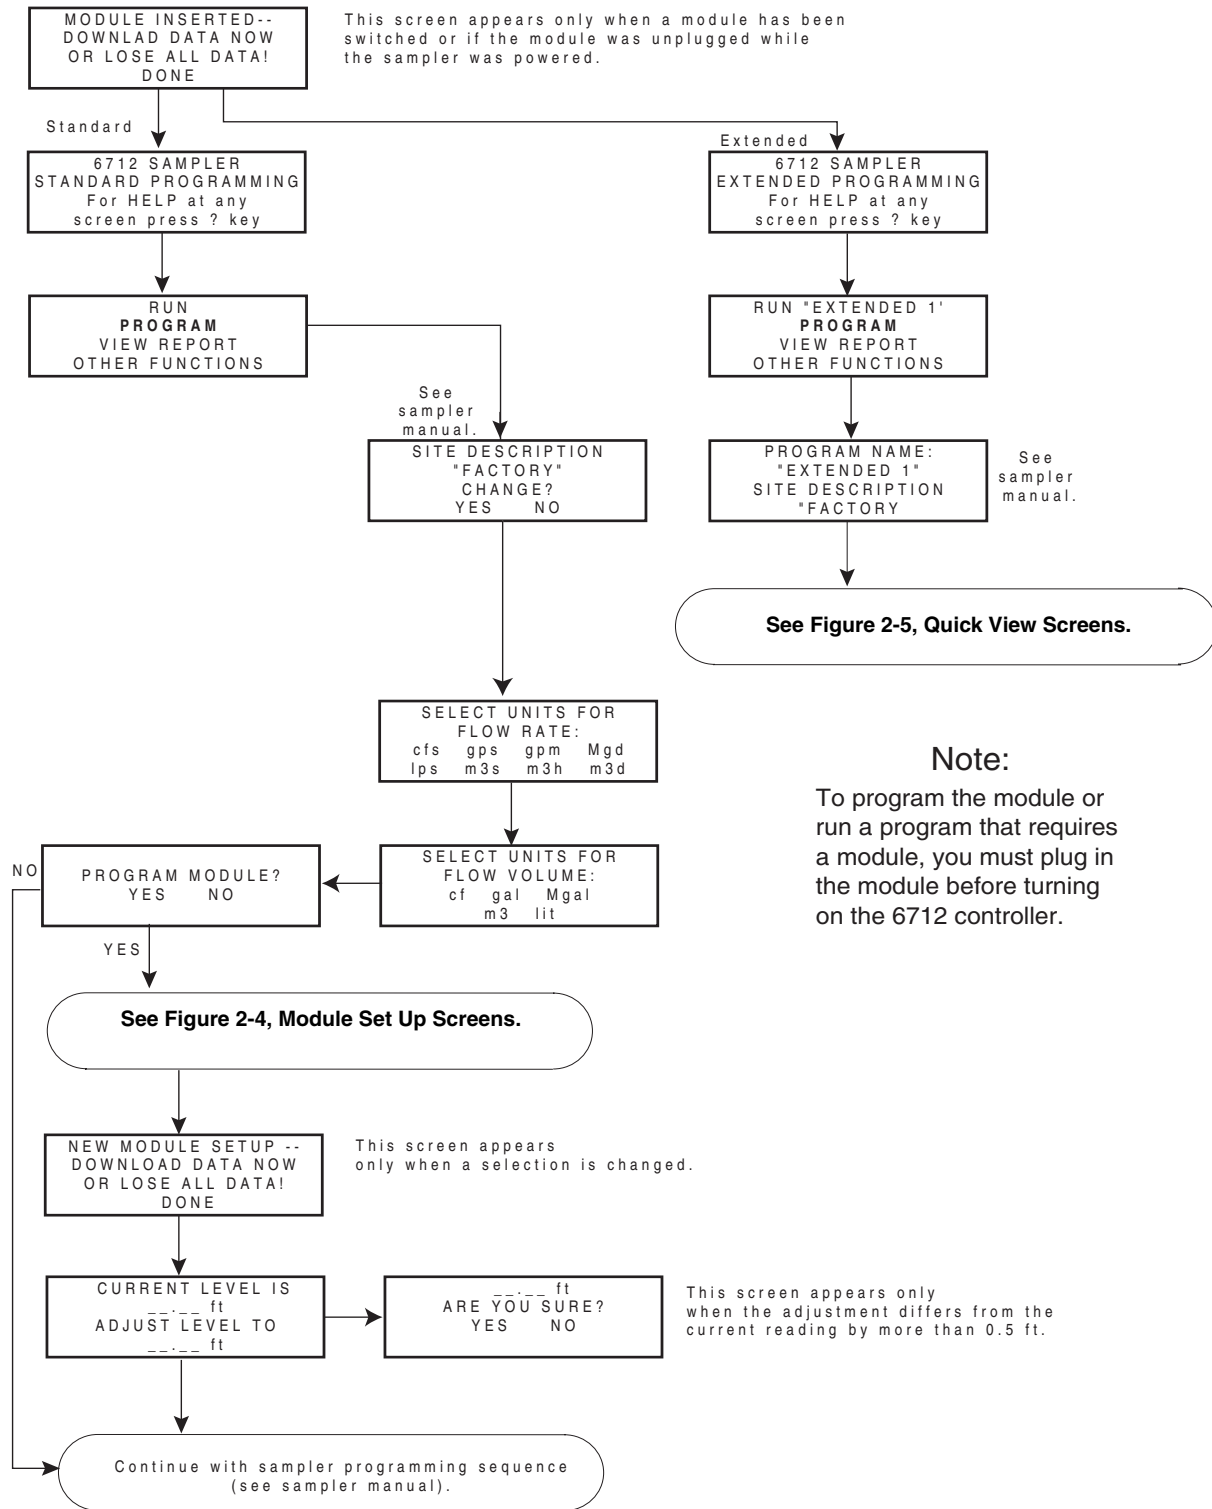 MODULE INSERTED--
DOWNLAD DATA NOW
OR LOSE ALL DATA!
DONE
This screen appears only when a module has been
switched or if the module was unplugged while
the sampler was powered.
Standard
Extended
6712 SAMPLER
STANDARD PROGRAMMING
For HELP at any
screen press ? key
6712 SAMPLER
EXTENDED PROGRAMMING
For HELP at any
screen press ? key
RUN
PROGRAM
VIEW REPORT
OTHER FUNCTIONS
RUN "EXTENDED 1'
PROGRAM
VIEW REPORT
OTHER FUNCTIONS
See
sampler
manual.
SITE DESCRIPTION
"FACTORY"
CHANGE?
YES NO
PROGRAM NAME:
"EXTENDED 1"
SITE DESCRIPTION
"FACTORY
See
sampler
manual.
See Figure 2-5, Quick View Screens.
SELECT UNITS FOR
FLOW RATE:
cfs gps gpm Mgd
lps m3s m3h m3d
Note:
To program the module or
run a program that requires
a module, you must plug in
the module before turning
on the 6712 controller.
SELECT UNITS FOR
FLOW VOLUME:
cf gal Mgal
m3 lit
NO
PROGRAM MODULE?
YES NO
YES
See Figure 2-4, Module Set Up Screens.
NEW MODULE SETUP --
DOWNLOAD DATA NOW
OR LOSE ALL DATA!
DONE
This screen appears
only when a selection is changed.
CURRENT LEVEL IS
__.__ ft
ADJUST LEVEL TO
__.__ ft
__.__ ft
ARE YOU SURE?
YES NO
This screen appears only
when the adjustment differs from the
current reading by more than 0.5 ft.
Continue with sampler programming sequence
(see sampler manual).